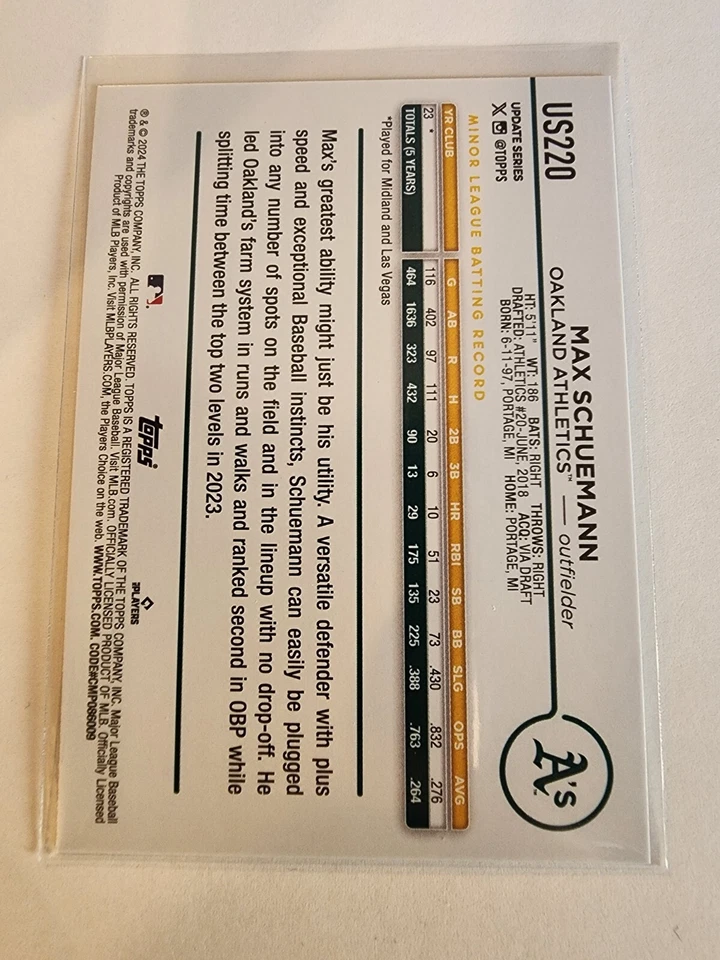 US220
UPDATE SERIES
X @TOPPS
MAX SCHUEMANN
OAKLAND ATHLETICS™ — outfielder
HT: 5'11" WT: 186 BATS: RIGHT THROWS: RIGHT
DRAFTED: ATHLETICS #20-JUNE, 2018 ACQ: VIA DRAFT
BORN: 6-11-97, PORTAGE, MI HOME: PORTAGE, MI
A's
MINOR LEAGUE BATTING RECORD
YR CLUB G AB R H 2B 3B HR RBI SB BB SLG OPS AVG
23 * 116 402 97 111 20 6 10 51 23 73 .430 .832 .276
TOTALS (5 YEARS) 464 1636 323 432 90 13 29 175 135 225 .388 .763 .264
*Played for Midland and Las Vegas
Max's greatest ability might just be his utility. A versatile defender with plus
speed and exceptional Baseball instincts, Schuemann can easily be plugged
into any number of spots on the field and in the lineup with no drop-off. He
led Oakland's farm system in runs and walks and ranked second in OBP while
splitting time between the top two levels in 2023.
topps
PLAYERS
® & © 2024 THE TOPPS COMPANY, INC. ALL RIGHTS RESERVED. TOPPS IS A REGISTERED TRADEMARK OF THE TOPPS COMPANY, INC. Major League Baseball
trademarks and copyrights are used with permission of Major League Baseball. Visit MLB.com. OFFICIALLY LICENSED PRODUCT OF MLB. Officially Licensed
Product of MLB Players, Inc. Visit MLBPLAYERS.COM, the Players Choice on the web. WWW.TOPPS.COM. CODE#CMP086009